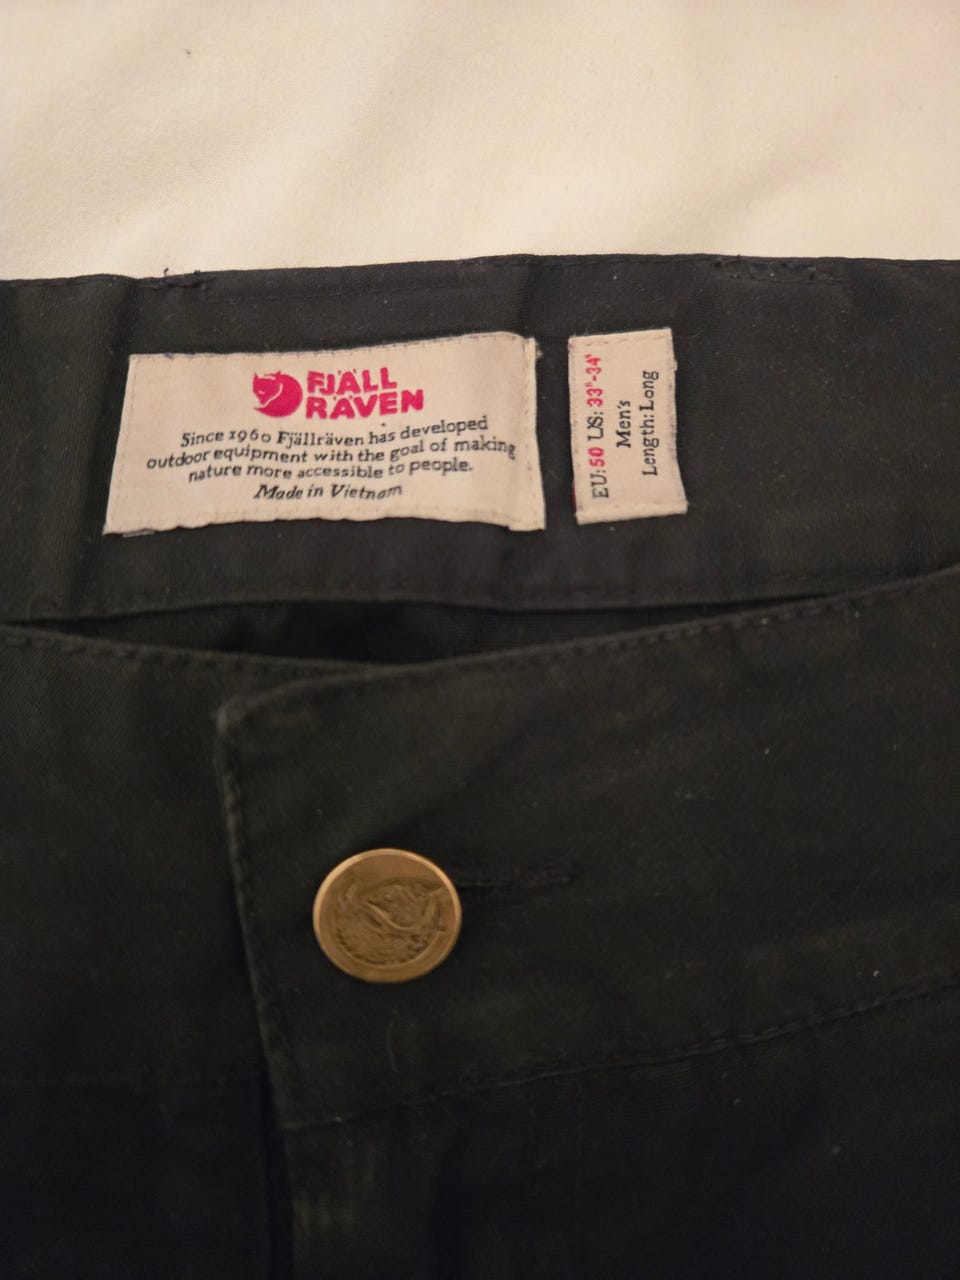 FJÄLL
RÄVEN
Since 1960 Fjällräven has developed
outdoor equipment with the goal of making
nature more accessible to people.
Made in Vietnam
EU: 50 US: 33"-34"
Men's
Length: Long